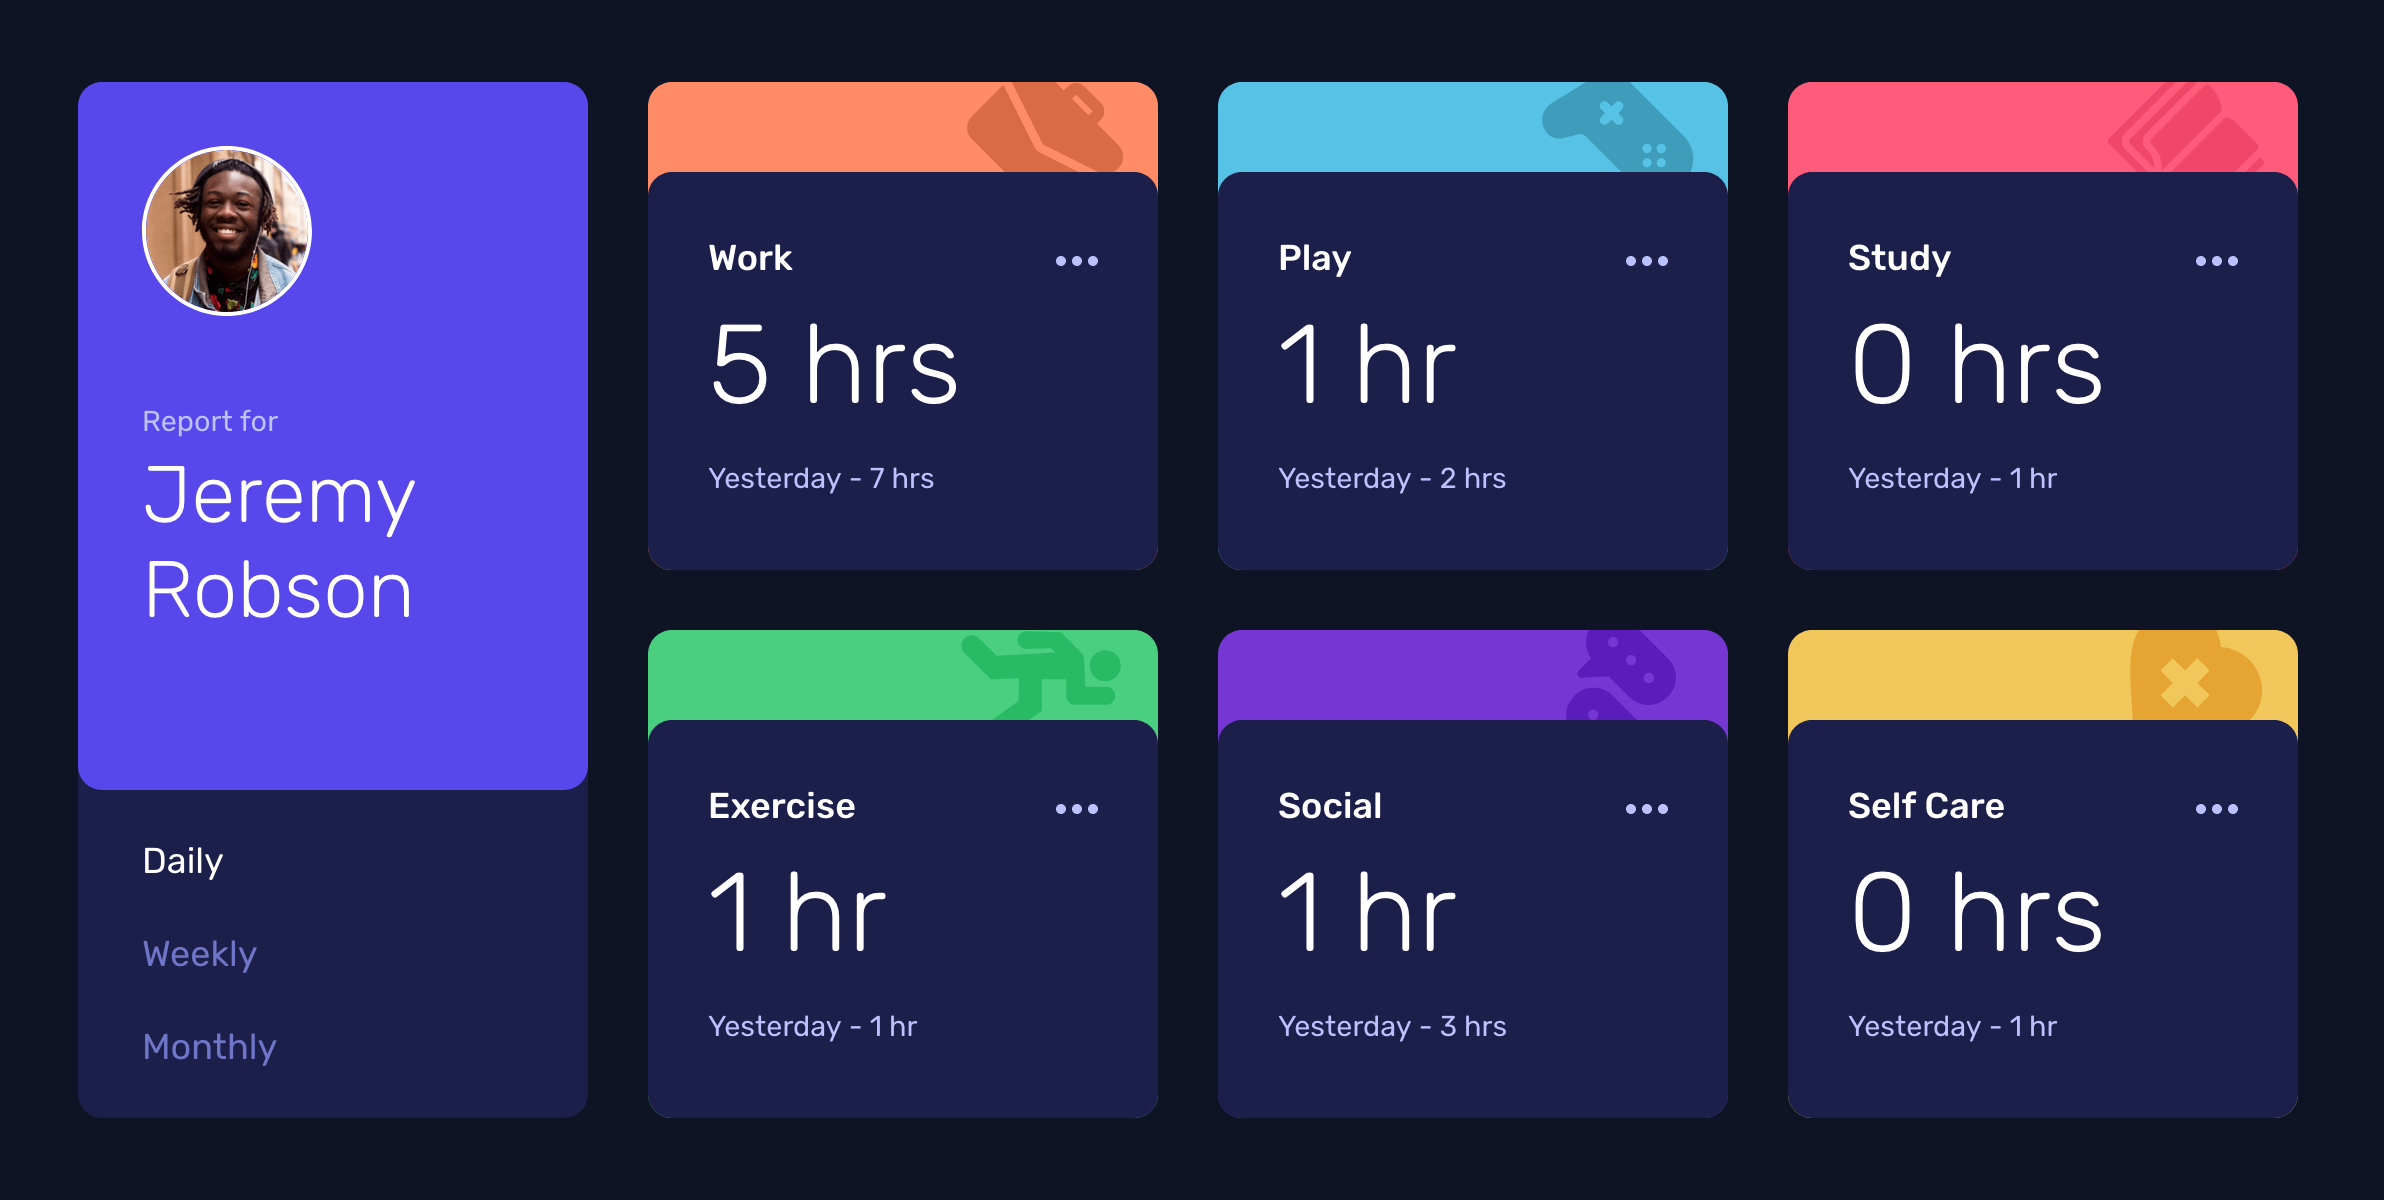 Report for
Jeremy
Robson
Daily
Weekly
Monthly
Work
5 hrs
Yesterday - 7 hrs
Play
1 hr
Yesterday - 2 hrs
Study
0 hrs
Yesterday - 1 hr
Exercise
1 hr
Yesterday - 1 hr
Social
1 hr
Yesterday - 3 hrs
Self Care
0 hrs
Yesterday - 1 hr